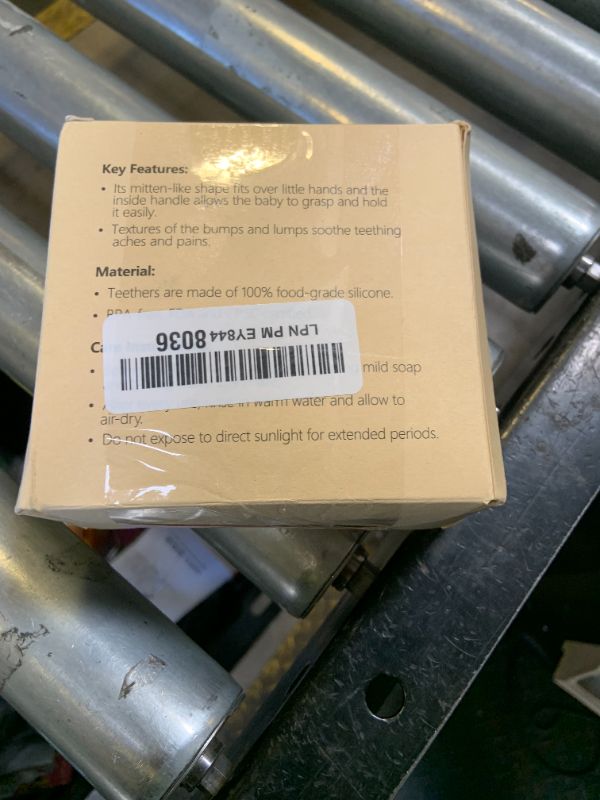 Key Features:
• Its mitten-like shape fits over little hands and the
inside handle allows the baby to grasp and hold
it easily.
• Textures of the bumps and lumps soothe teething
aches and pains.
Material:
• Teethers are made of 100% food-grade silicone.
LPN PM EY844 8036
mild soap
in warm water and allow to
air-dry.
• Do not expose to direct sunlight for extended periods.